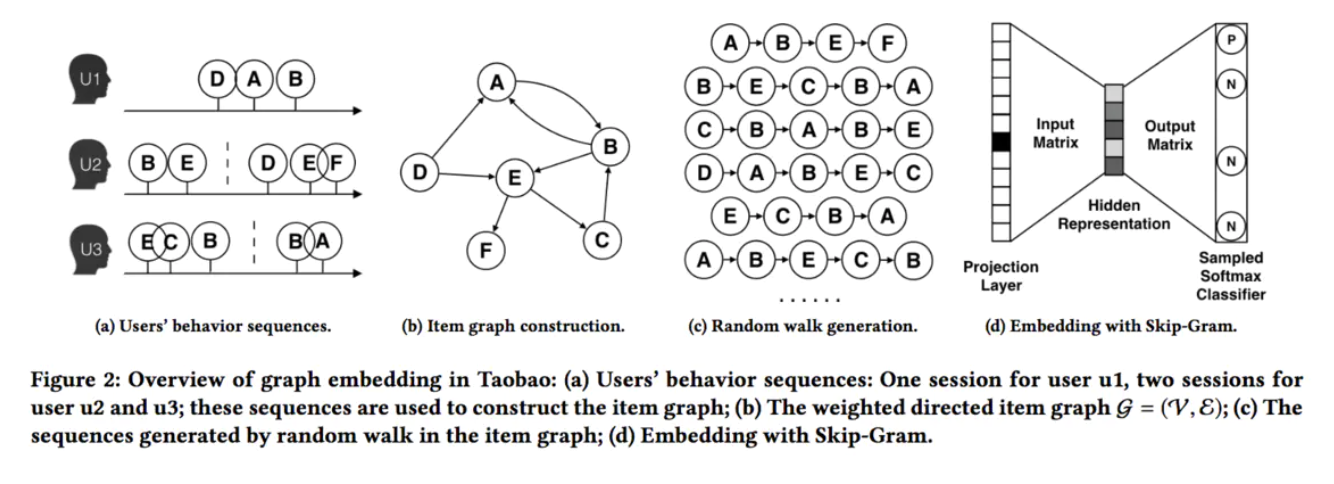 U1 D A B
U2 B E D E F
U3 E C B B A
(a) Users' behavior sequences.
A
B
D
E
F
C
(b) Item graph construction.
A B E F
B E C B A
C B A B E
D A B E C
E C B A
A B E C B
......
(c) Random walk generation.
P
N
Input
Matrix
Output
Matrix
N
Hidden
Representation
N
Projection
Layer
Sampled
Softmax
Classifier
(d) Embedding with Skip-Gram.
Figure 2: Overview of graph embedding in Taobao: (a) Users' behavior sequences: One session for user u1, two sessions for
user u2 and u3; these sequences are used to construct the item graph; (b) The weighted directed item graph 𝒢 = (𝒱, ℰ); (c) The
sequences generated by random walk in the item graph; (d) Embedding with Skip-Gram.